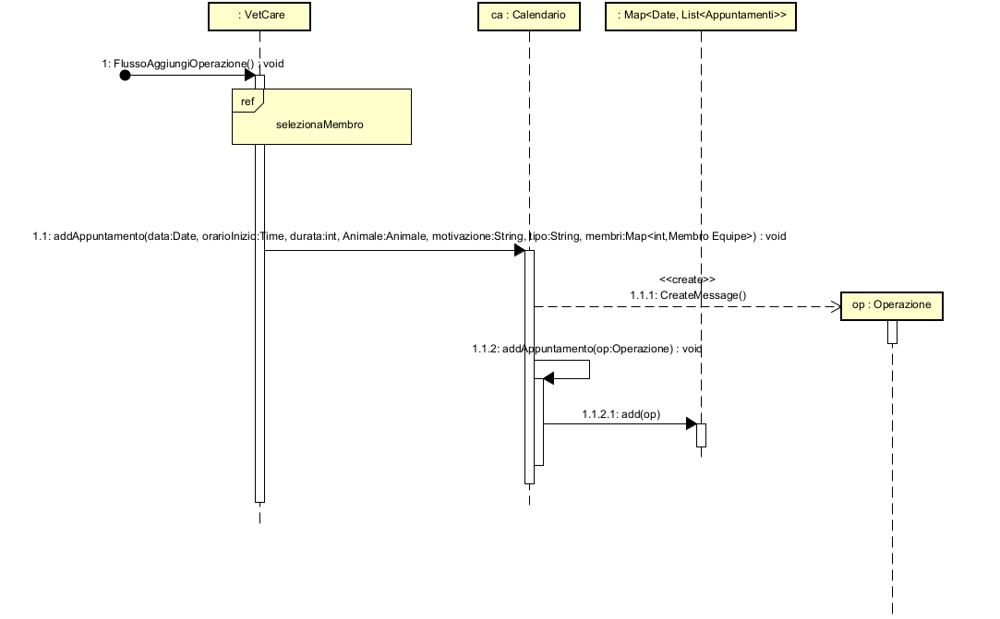 : VetCare
ca : Calendario
: Map<Date, List<Appuntamenti>>
1: FlussoAggiungiOperazione() : void
ref
selezionaMembro
1.1: addAppuntamento(data:Date, orarioInizio:Time, durata:int, Animale:Animale, motivazione:String, tipo:String, membri:Map<int,Membro Equipe>) : void
<<create>>
1.1.1: CreateMessage()
op : Operazione
1.1.2: addAppuntamento(op:Operazione) : void
1.1.2.1: add(op)